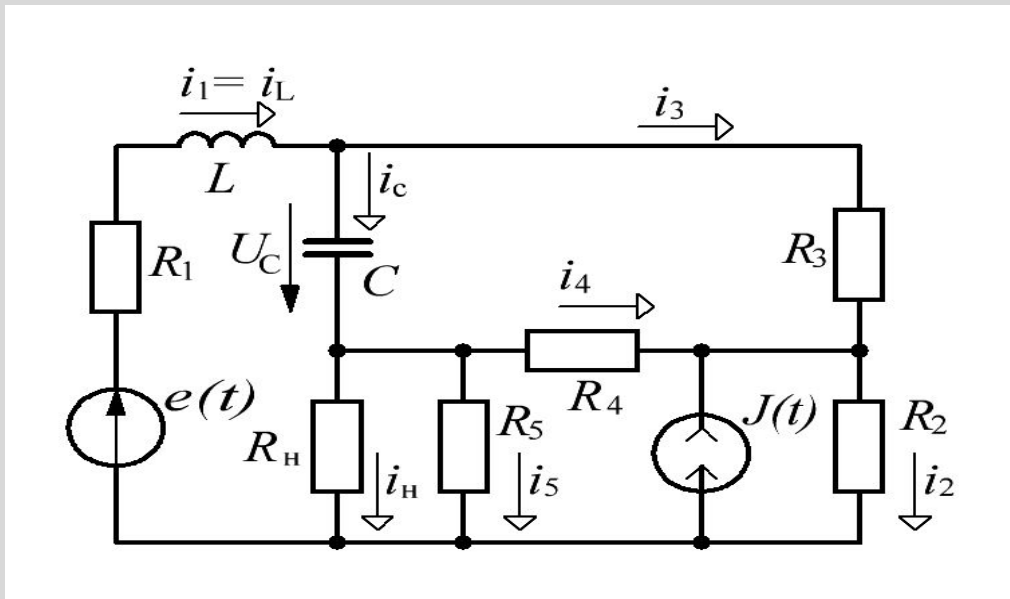 i1= iL
i3
L
ic
R1
UC
C
R3
i4
e(t)
R4
J(t)
R2
Rн
R5
iн
i5
i2